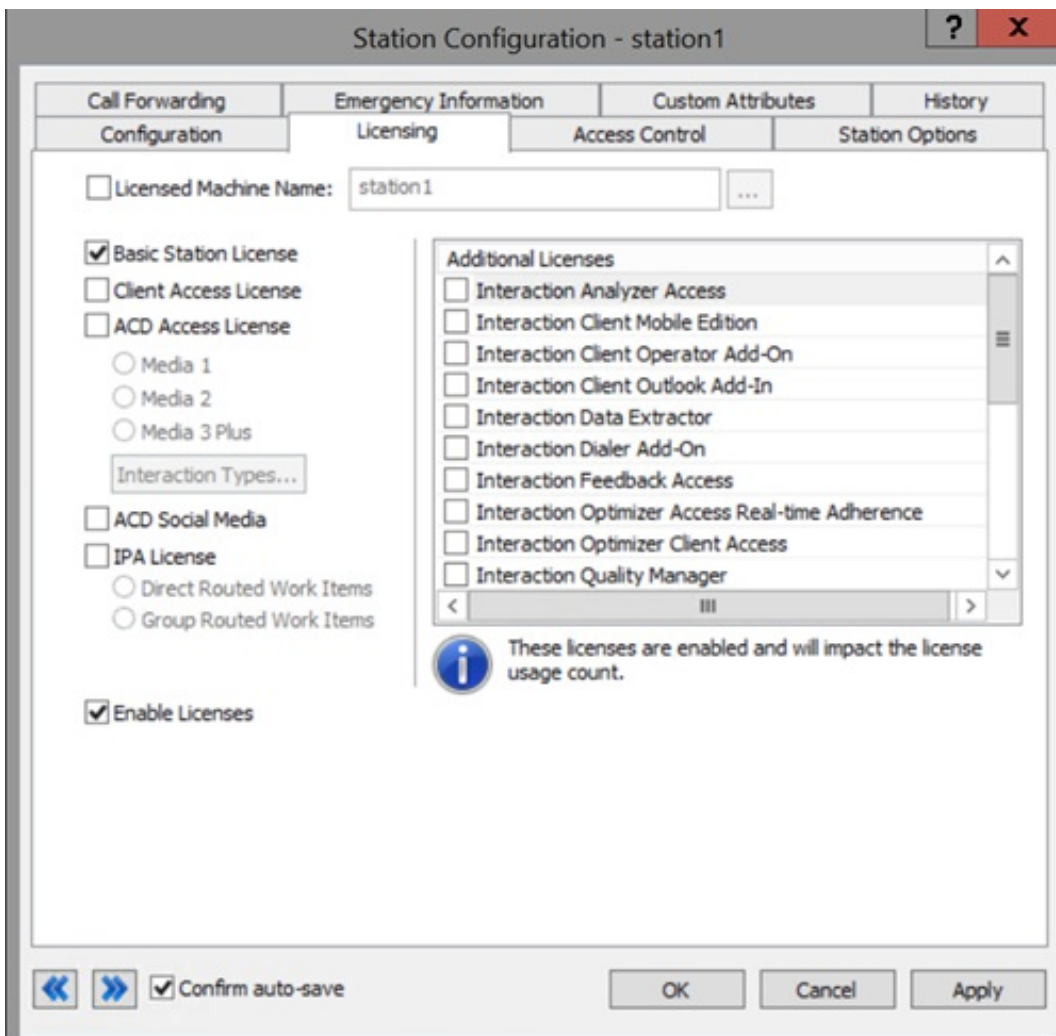 Station Configuration - station1
? X
Call Forwarding Emergency Information Custom Attributes History
Configuration Licensing Access Control Station Options
Licensed Machine Name: station1 ...
Basic Station License
Client Access License
ACD Access License
Media 1
Media 2
Media 3 Plus
Interaction Types...
ACD Social Media
IPA License
Direct Routed Work Items
Group Routed Work Items
Enable Licenses
Additional Licenses
Interaction Analyzer Access
Interaction Client Mobile Edition
Interaction Client Operator Add-On
Interaction Client Outlook Add-In
Interaction Data Extractor
Interaction Dialer Add-On
Interaction Feedback Access
Interaction Optimizer Access Real-time Adherence
Interaction Optimizer Client Access
Interaction Quality Manager
These licenses are enabled and will impact the license
usage count.
Confirm auto-save OK Cancel Apply